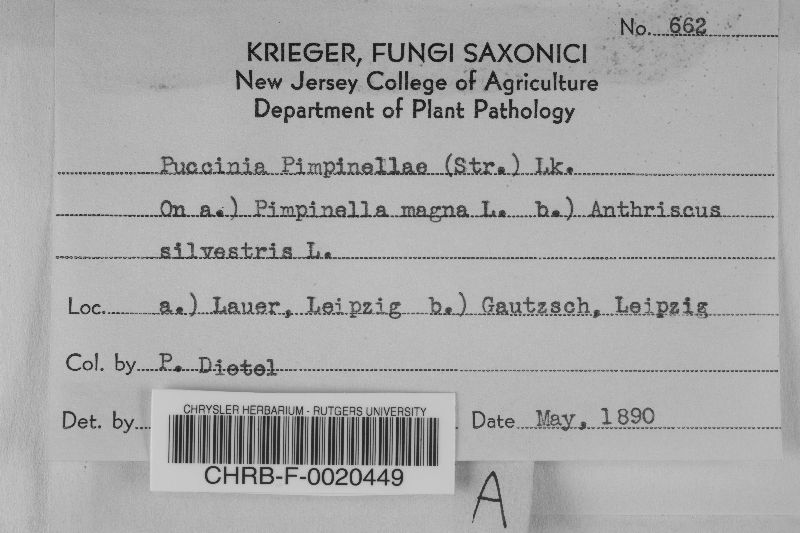 No. 662
KRIEGER, FUNGI SAXONICI
New Jersey College of Agriculture
Department of Plant Pathology
Puccinia Pimpinellae (Str.) Lk.
On a.) Pimpinella magna L. b.) Anthriscus
silvestris L.
Loc. a.) Lauer, Leipzig b.) Gautzsch, Leipzig
Col. by P. Dietel
Det. by Date May, 1890
CHRYSLER HERBARIUM - RUTGERS UNIVERSITY
CHRB-F-0020449
A